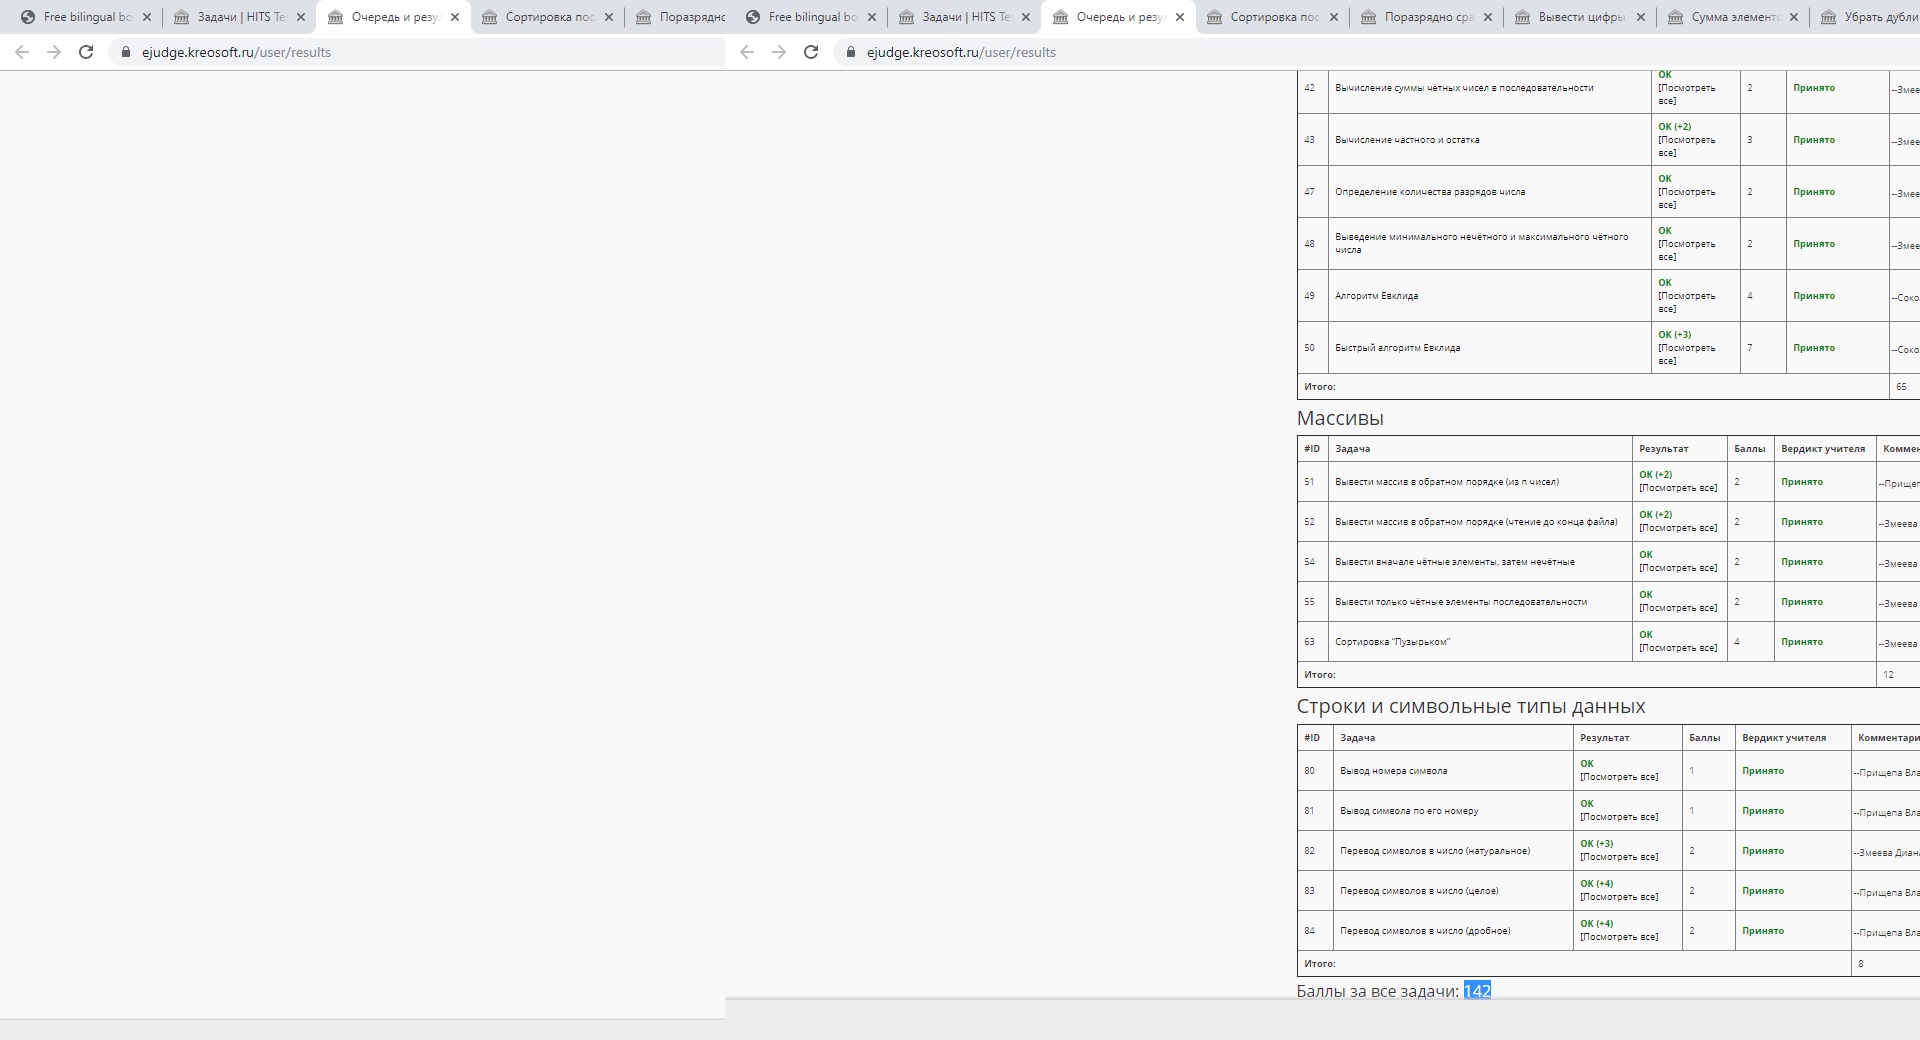 Free bilingual bo
Задачи | HITS Te
Очередь и резу
Сортировка пос
Поразрядно
Free bilingual bo
Задачи | HITS Te
Очередь и резу
Сортировка пос
Поразрядно сра
Вывести цифры
Сумма элементо
Убрать дубли
ejudge.kreosoft.ru/user/results
ejudge.kreosoft.ru/user/results
42 Вычисление суммы чётных чисел в последовательности OK [Посмотреть все] 2 Принято --Змее
43 Вычисление частного и остатка OK (+2) [Посмотреть все] 3 Принято --Змее
47 Определение количества разрядов числа OK [Посмотреть все] 2 Принято --Змее
48 Выведение минимального нечётного и максимального чётного числа OK [Посмотреть все] 2 Принято --Змее
49 Алгоритм Евклида OK [Посмотреть все] 4 Принято --Соко
50 Быстрый алгоритм Евклида OK (+3) [Посмотреть все] 7 Принято --Соко
Итого: 65
Массивы
#ID Задача Результат Баллы Вердикт учителя Коммен
51 Вывести массив в обратном порядке (из n чисел) OK (+2) [Посмотреть все] 2 Принято --Прищеп
52 Вывести массив в обратном порядке (чтение до конца файла) OK (+2) [Посмотреть все] 2 Принято --Змеева
54 Вывести вначале чётные элементы, затем нечётные OK [Посмотреть все] 2 Принято --Змеева
55 Вывести только чётные элементы последовательности OK [Посмотреть все] 2 Принято --Змеева
63 Сортировка “Пузырьком” OK [Посмотреть все] 4 Принято --Змеева
Итого: 12
Строки и символьные типы данных
#ID Задача Результат Баллы Вердикт учителя Комментари
80 Вывод номера символа OK [Посмотреть все] 1 Принято --Прищепа Вла
81 Вывод символа по его номеру OK [Посмотреть все] 1 Принято --Прищепа Вла
82 Перевод символов в число (натуральное) OK (+3) [Посмотреть все] 2 Принято --Змеева Диана
83 Перевод символов в число (целое) OK (+4) [Посмотреть все] 2 Принято --Прищепа Вла
84 Перевод символов в число (дробное) OK (+4) [Посмотреть все] 2 Принято --Прищепа Вла
Итого: 8
Баллы за все задачи: 142